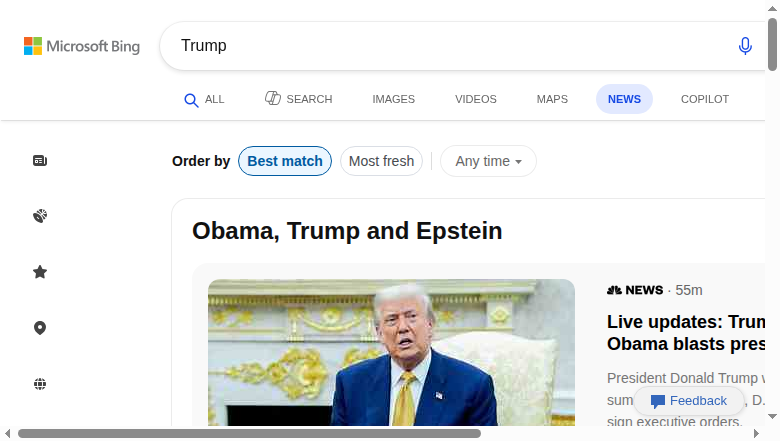 Microsoft Bing
Trump
ALL SEARCH IMAGES VIDEOS MAPS NEWS COPILOT
Order by Best match Most fresh Any time
Obama, Trump and Epstein
NEWS · 55m
Live updates: Trum
Obama blasts pres
President Donald Trump w
sum Feedback , D.
sign executive orders.